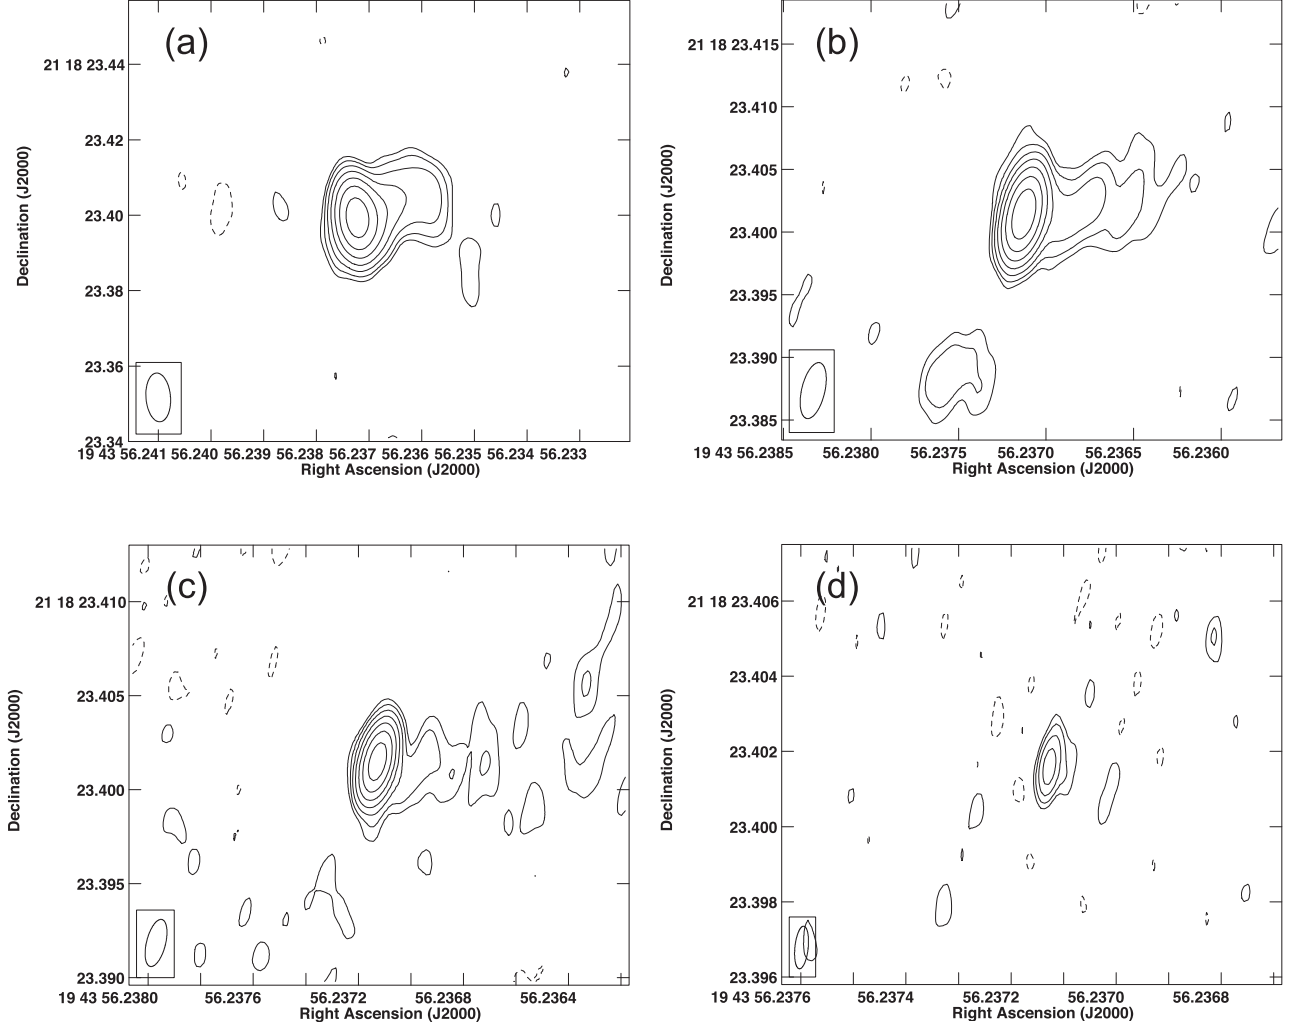 (a)
21 18 23.44
23.42
23.40
23.38
23.36
23.34
Declination (J2000)
19 43 56.241 56.240 56.239 56.238 56.237 56.236 56.235 56.234 56.233
Right Ascension (J2000)
(b)
21 18 23.415
23.410
23.405
23.400
23.395
23.390
23.385
Declination (J2000)
19 43 56.2385 56.2380 56.2375 56.2370 56.2365 56.2360
Right Ascension (J2000)
(c)
21 18 23.410
23.405
23.400
23.395
23.390
Declination (J2000)
19 43 56.2380 56.2376 56.2372 56.2368 56.2364
Right Ascension (J2000)
(d)
21 18 23.406
23.404
23.402
23.400
23.398
23.396
Declination (J2000)
19 43 56.2376 56.2374 56.2372 56.2370 56.2368
Right Ascension (J2000)